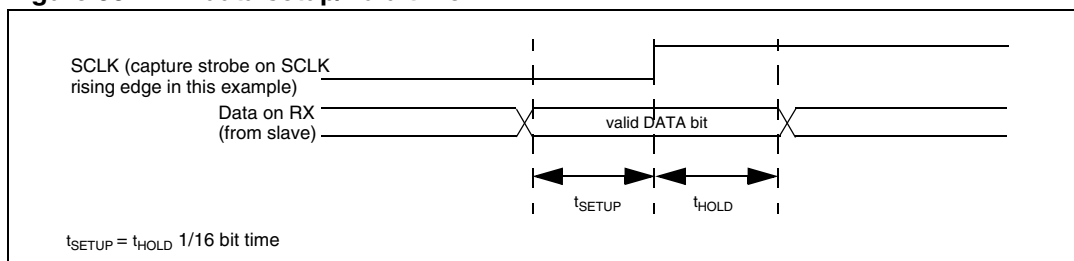 SCLK (capture strobe on SCLK
rising edge in this example)
Data on RX
(from slave)
valid DATA bit
tSETUP
tHOLD
tSETUP = tHOLD 1/16 bit time